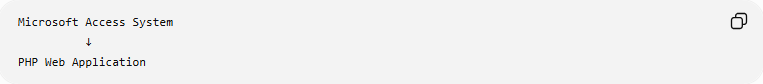 Microsoft Access System
↓
PHP Web Application